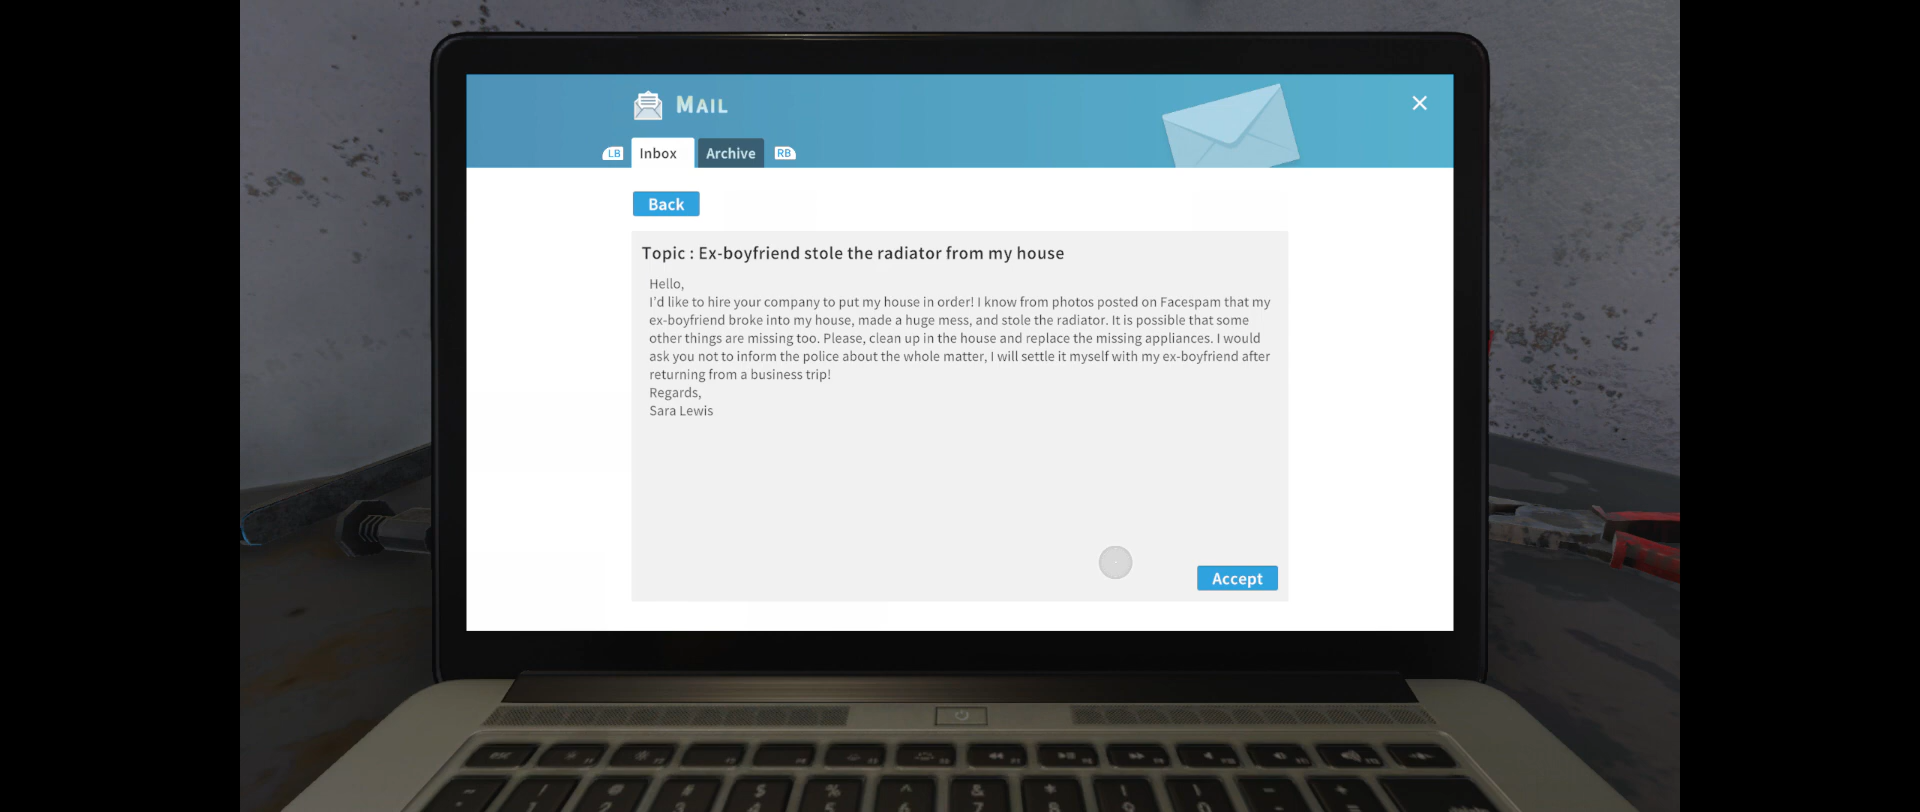 MAIL
LB Inbox Archive RB
Back
Topic : Ex-boyfriend stole the radiator from my house
Hello,
I'd like to hire your company to put my house in order! I know from photos posted on Facespam that my
ex-boyfriend broke into my house, made a huge mess, and stole the radiator. It is possible that some
other things are missing too. Please, clean up in the house and replace the missing appliances. I would
ask you not to inform the police about the whole matter, I will settle it myself with my ex-boyfriend after
returning from a business trip!
Regards,
Sara Lewis
Accept
esc